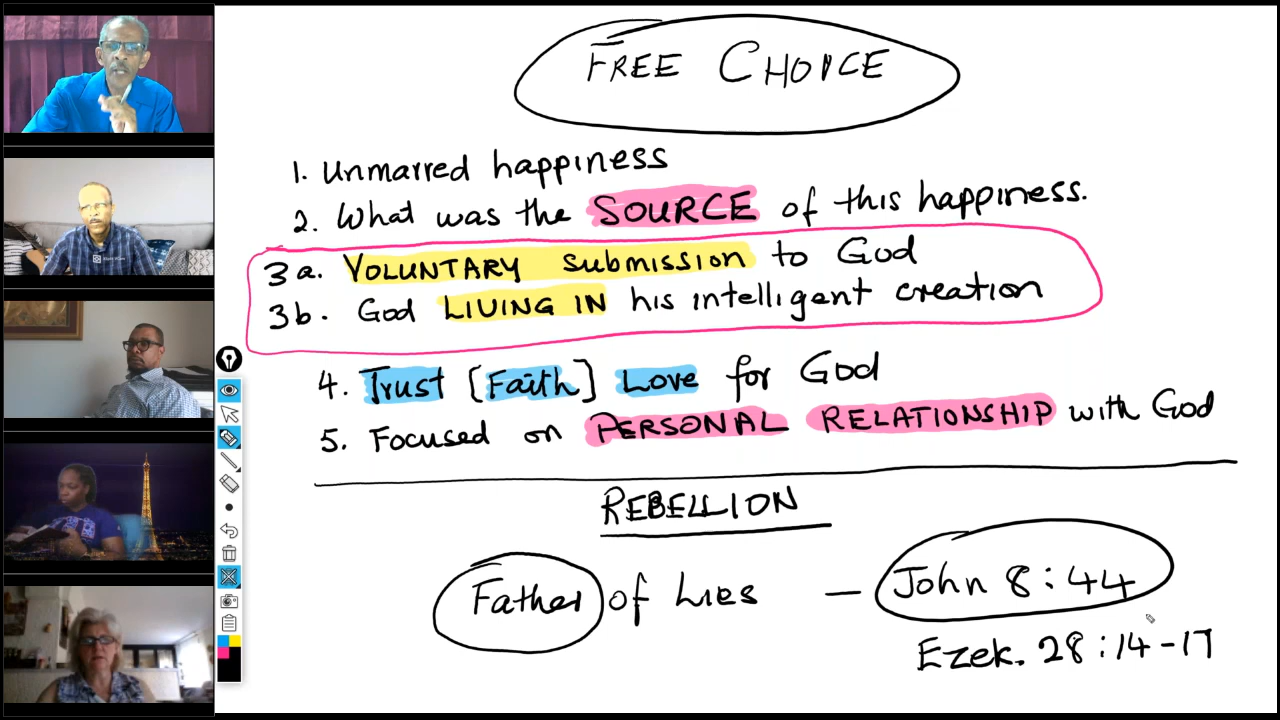 FREE CHOICE
1. Unmarred happiness
2. What was the SOURCE of this happiness.
3a. VOLUNTARY submission to God
3b. God LIVING IN his intelligent creation
4. Trust [Faith] Love for God
5. Focused on PERSONAL RELATIONSHIP with God
REBELLION
Father of Lies — John 8:44
Ezek. 28:14-17